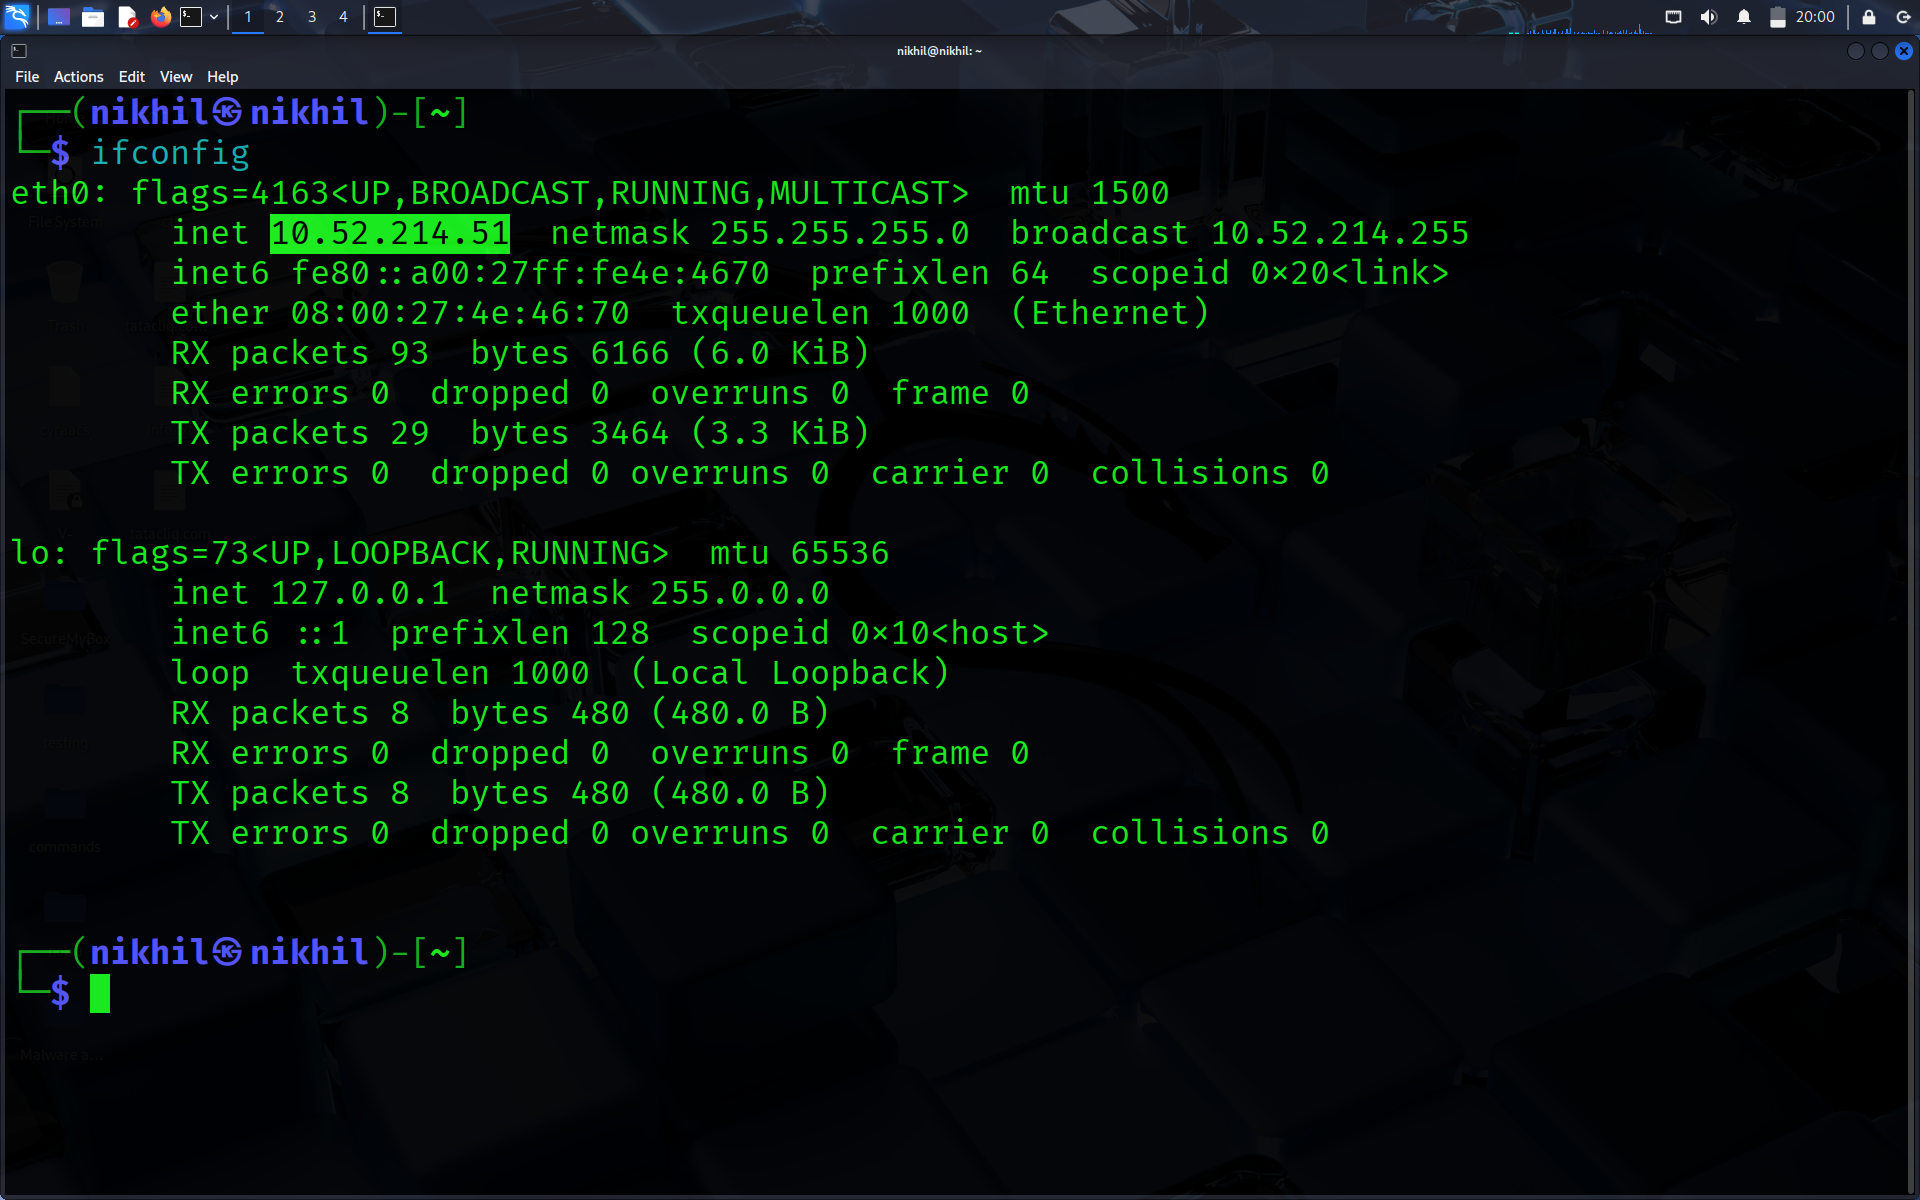 1 2 3 4 20:00
nikhil@nikhil: ~
File Actions Edit View Help
┌──(nikhil㉿nikhil)-[~]
└─$ ifconfig
eth0: flags=4163<UP,BROADCAST,RUNNING,MULTICAST>  mtu 1500
inet 10.52.214.51  netmask 255.255.255.0  broadcast 10.52.214.255
inet6 fe80::a00:27ff:fe4e:4670  prefixlen 64  scopeid 0×20<link>
ether 08:00:27:4e:46:70  txqueuelen 1000  (Ethernet)
RX packets 93  bytes 6166 (6.0 KiB)
RX errors 0  dropped 0  overruns 0  frame 0
TX packets 29  bytes 3464 (3.3 KiB)
TX errors 0  dropped 0 overruns 0  carrier 0  collisions 0
lo: flags=73<UP,LOOPBACK,RUNNING>  mtu 65536
inet 127.0.0.1  netmask 255.0.0.0
inet6 ::1  prefixlen 128  scopeid 0×10<host>
loop  txqueuelen 1000  (Local Loopback)
RX packets 8  bytes 480 (480.0 B)
RX errors 0  dropped 0  overruns 0  frame 0
TX packets 8  bytes 480 (480.0 B)
TX errors 0  dropped 0 overruns 0  carrier 0  collisions 0
┌──(nikhil㉿nikhil)-[~]
└─$
File System
SecureMyBox
commands
Malware a...